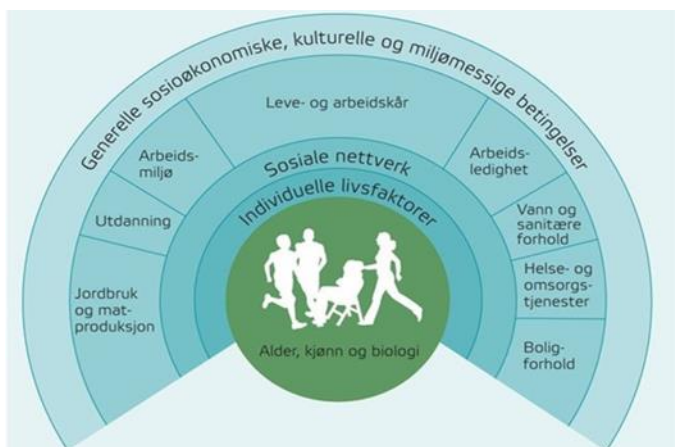 Generelle sosioøkonomiske, kulturelle og miljømessige betingelser
Leve- og arbeidskår
Arbeids-
miljø
Sosiale nettverk
Arbeids-
ledighet
Individuelle livsfaktorer
Utdanning
Vann og
sanitære
forhold
Jordbruk
og mat-
produksjon
Helse- og
omsorgs-
tjenester
Alder, kjønn og biologi
Bolig-
forhold